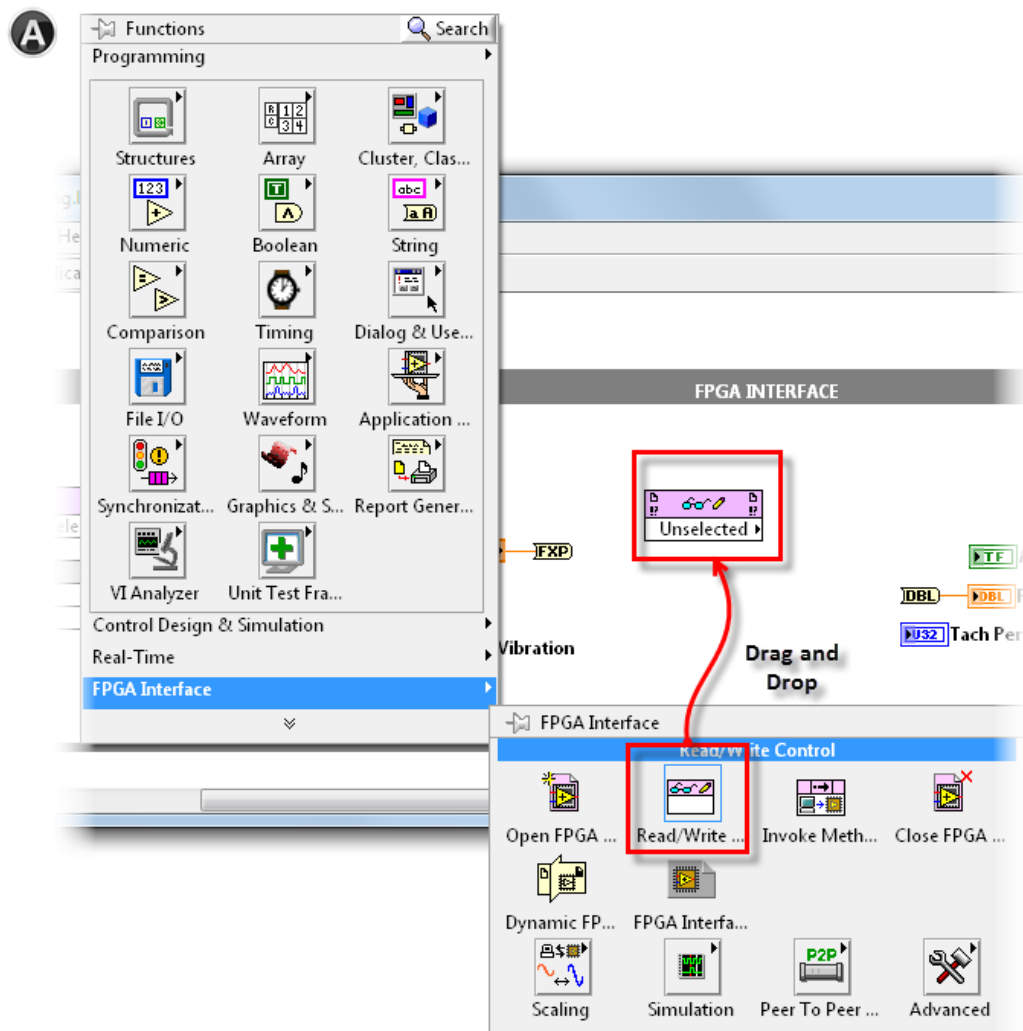 A
Functions
Search
Programming
Structures
Array
Cluster, Clas...
Numeric
Boolean
String
Comparison
Timing
Dialog & Use...
File I/O
Waveform
Application ...
Synchronizat...
Graphics & S...
Report Gener...
VI Analyzer
Unit Test Fra...
Control Design & Simulation
Real-Time
FPGA Interface
FPGA INTERFACE
Unselected
FXP
TF
DBL
DBL
U32
Tach Per
Vibration
Drag and
Drop
FPGA Interface
Read/Write Control
Open FPGA ...
Read/Write ...
Invoke Meth...
Close FPGA ...
Dynamic FP...
FPGA Interfa...
P2P
Scaling
Simulation
Peer To Peer ...
Advanced